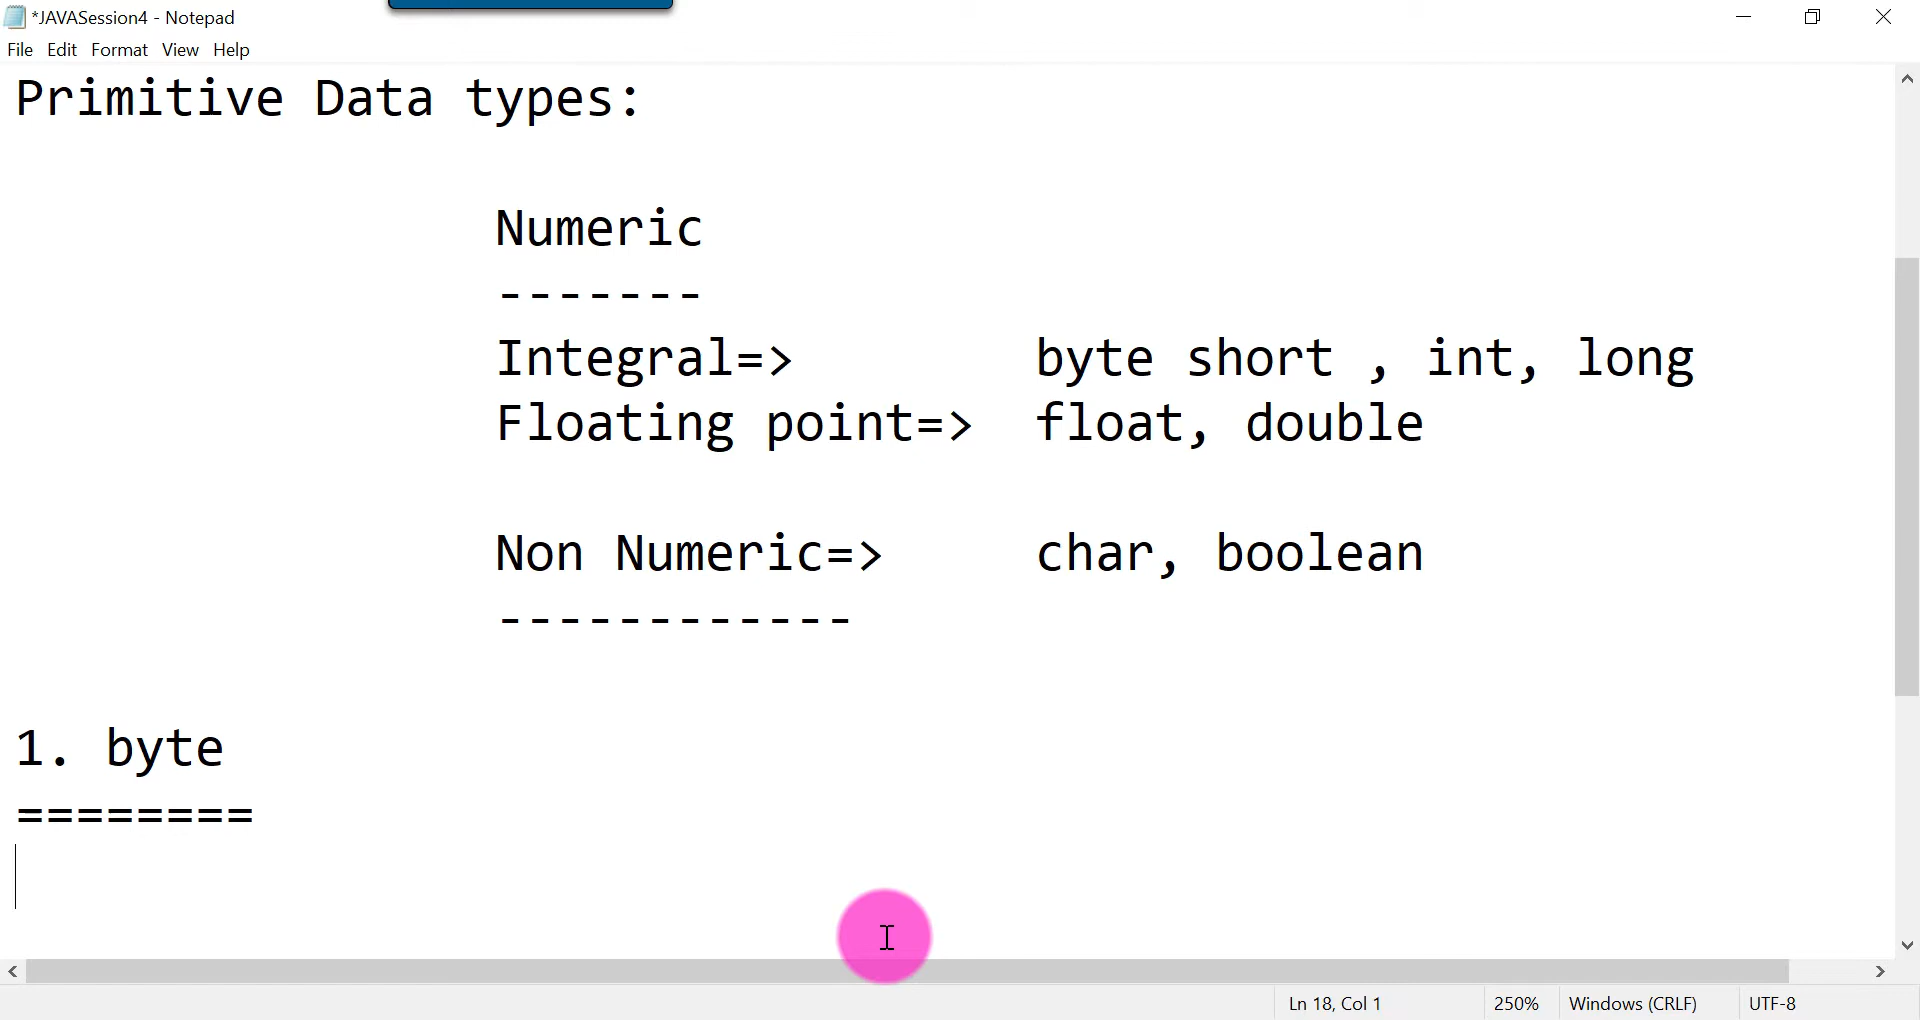 *JAVASession4 - Notepad
File Edit Format View Help
Primitive Data types:
Numeric
-------
Integral=> byte short , int, long
Floating point=> float, double
Non Numeric=> char, boolean
------------
1. byte
========
Ln 18, Col 1 250% Windows (CRLF) UTF-8